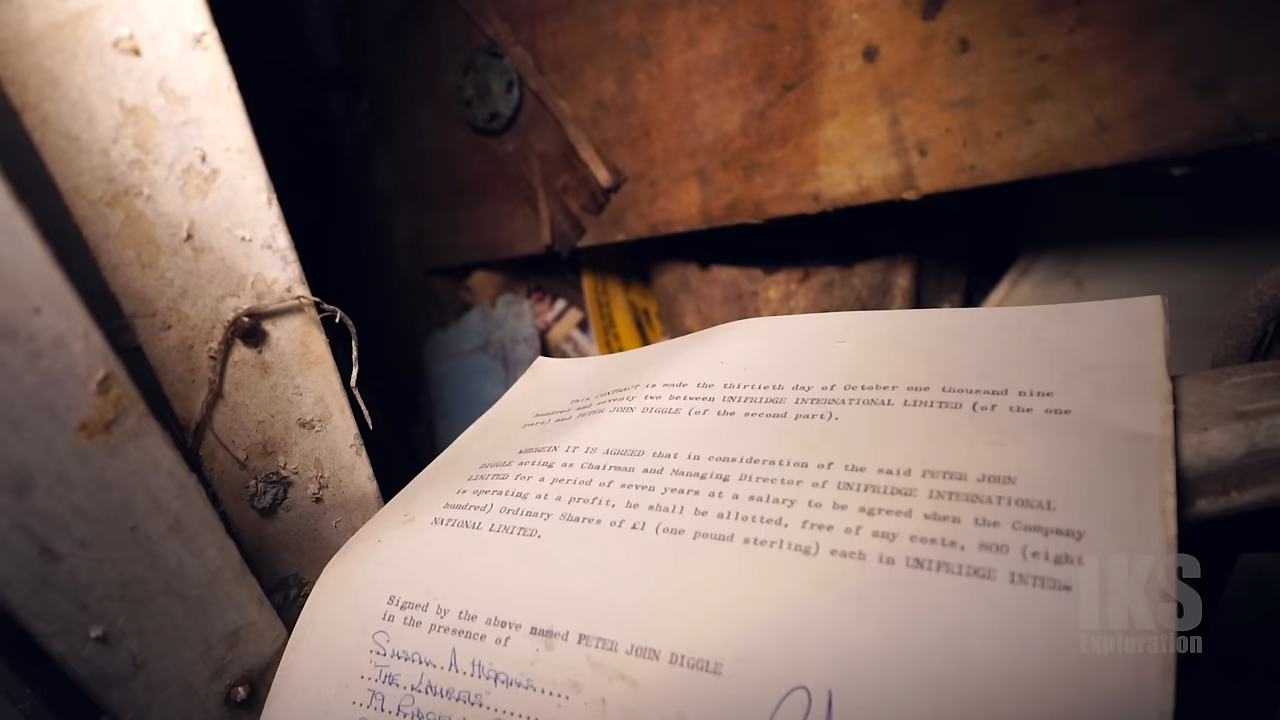 This CONTRACT is made the thirtieth day of October one thousand nine
hundred and seventy two between UNIFRIDGE INTERNATIONAL LIMITED (of the one
part) and PETER JOHN DIGGLE (of the second part).
WHEREIN IT IS AGREED that in consideration of the said PETER JOHN
DIGGLE acting as Chairman and Managing Director of UNIFRIDGE INTERNATIONAL
LIMITED for a period of seven years at a salary to be agreed when the Company
is operating at a profit, he shall be allotted, free of any costs, 800 (eight
hundred) Ordinary Shares of £1 (one pound sterling) each in UNIFRIDGE INTER-
NATIONAL LIMITED.
Signed by the above named PETER JOHN DIGGLE
in the presence of
Susan A. Higgins
"THE LAURELS"
79
IKS
Exploration